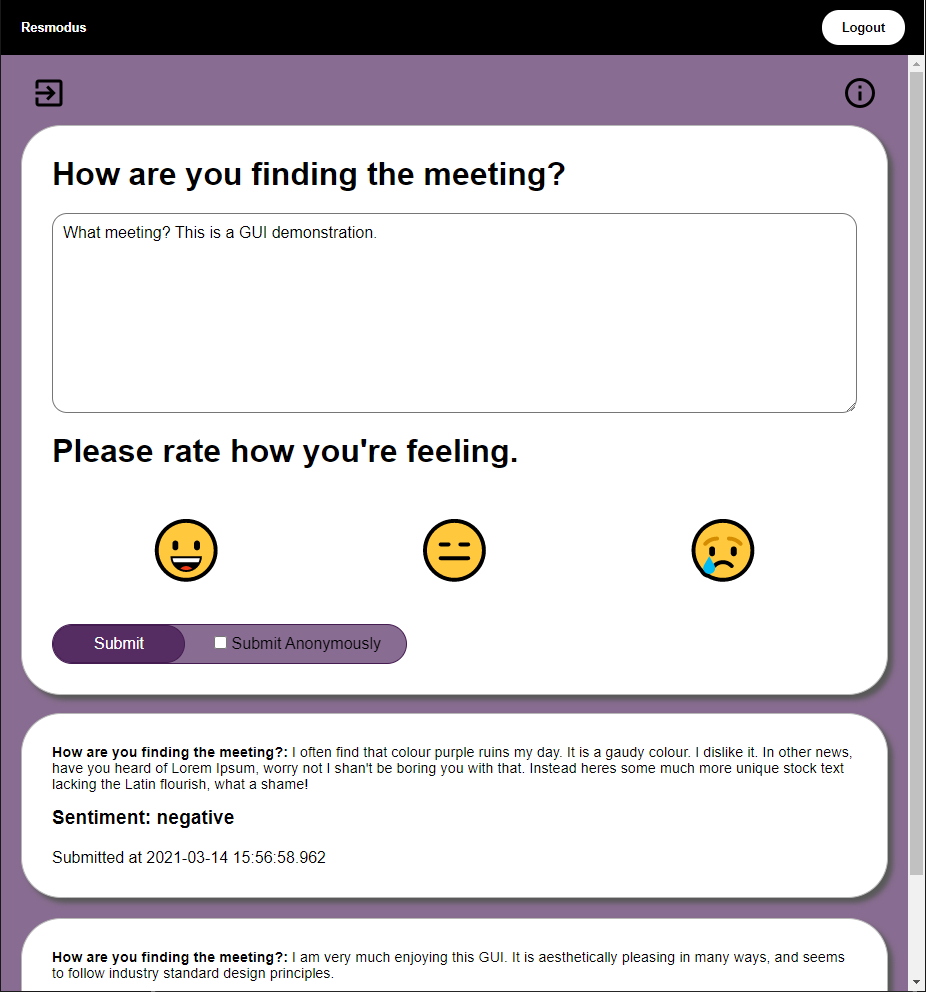 Resmodus
Logout
How are you finding the meeting?
What meeting? This is a GUI demonstration.
Please rate how you're feeling.
Submit
Submit Anonymously
How are you finding the meeting?: I often find that colour purple ruins my day. It is a gaudy colour. I dislike it. In other news,
have you heard of Lorem Ipsum, worry not I shan't be boring you with that. Instead heres some much more unique stock text
lacking the Latin flourish, what a shame!
Sentiment: negative
Submitted at 2021-03-14 15:56:58.962
How are you finding the meeting?: I am very much enjoying this GUI. It is aesthetically pleasing in many ways, and seems
to follow industry standard design principles.